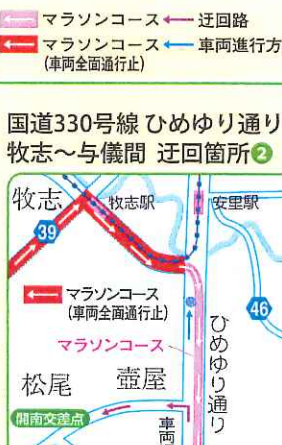 マラソンコース 迂回路
マラソンコース 車両進行方
(車両全面通行止)
国道330号線 ひめゆり通り
牧志~与儀間 迂回箇所❷
牧志
牧志駅
安里駅
39
46
マラソンコース
(車両全面通行止)
マラソンコース
ひめゆり通り
松尾
壺屋
開南交差点
車両